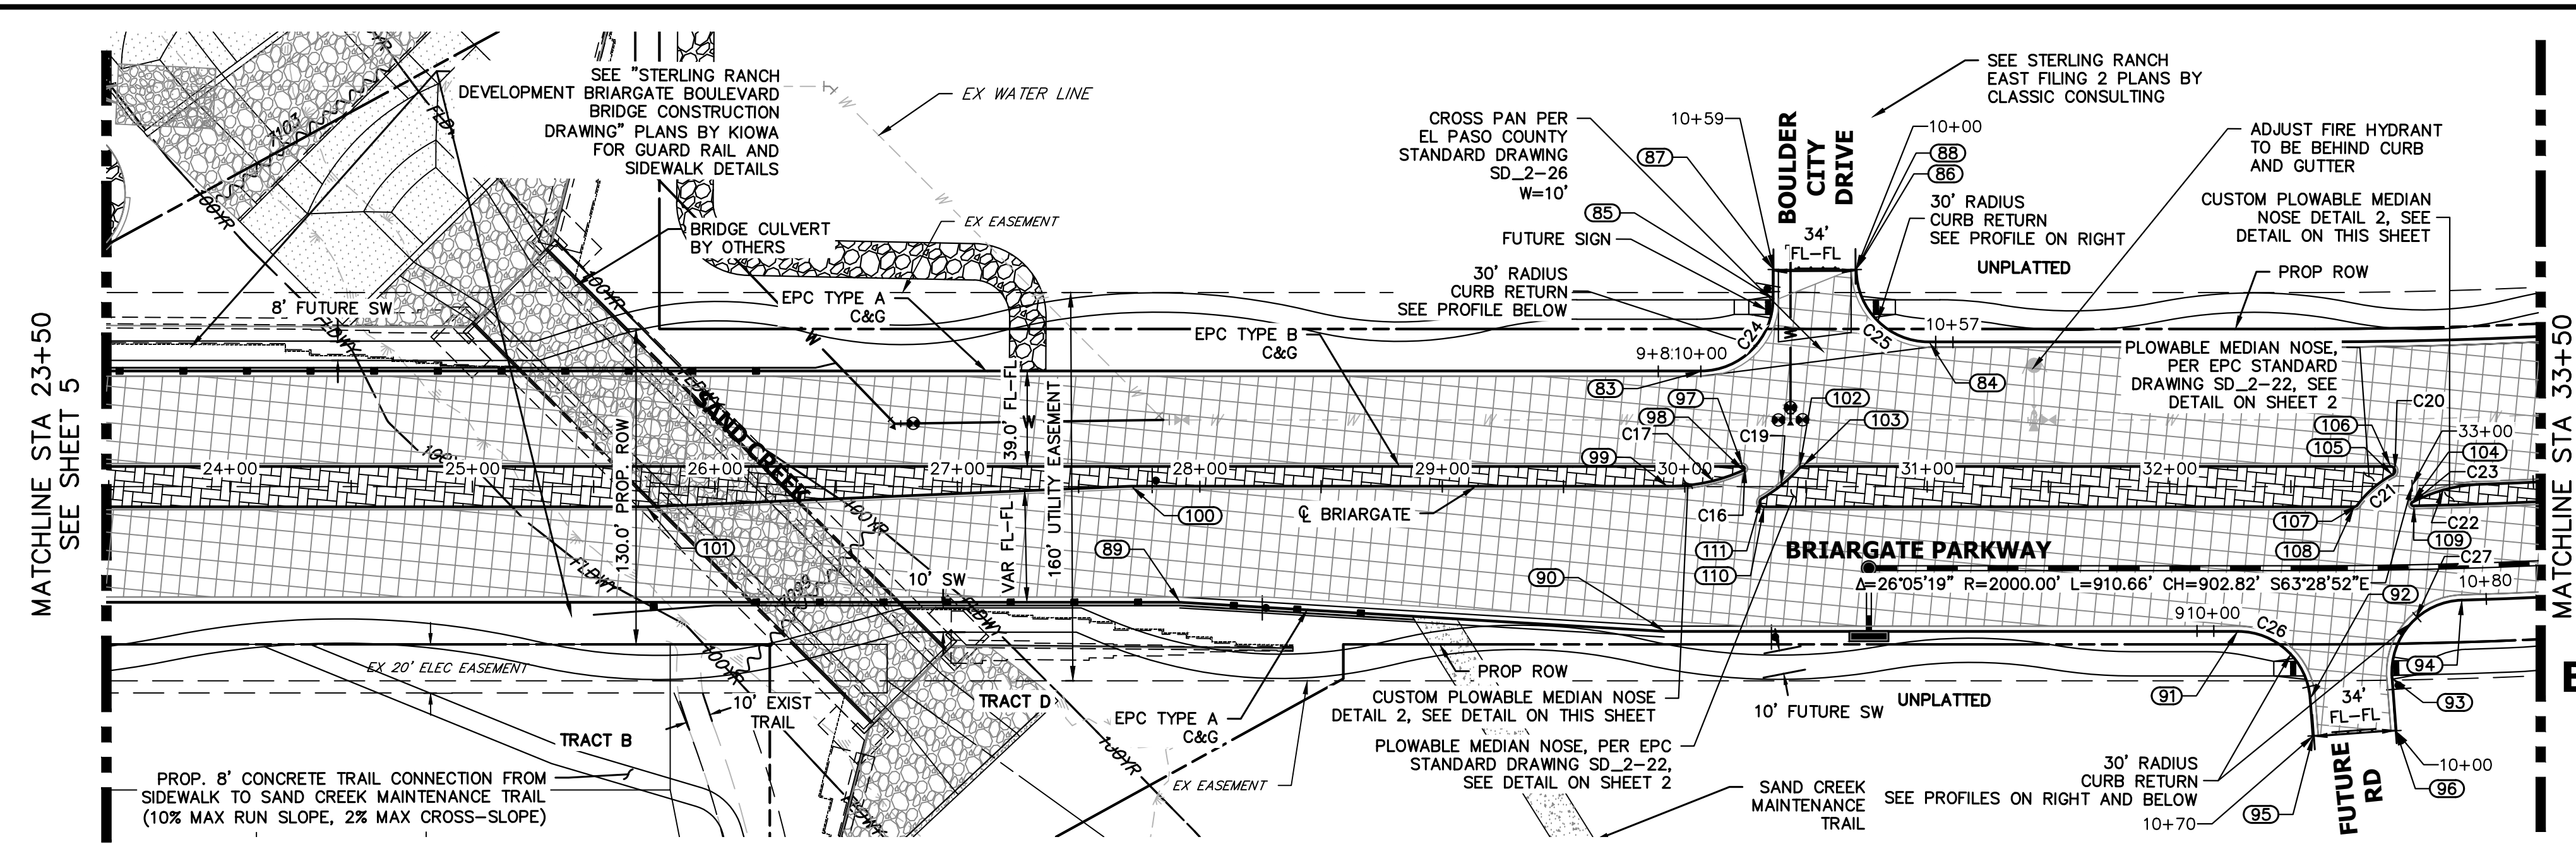 MATCHLINE STA 23+50
SEE SHEET 5
SEE "STERLING RANCH
DEVELOPMENT BRIARGATE BOULEVARD
BRIDGE CONSTRUCTION
DRAWING" PLANS BY KIOWA
FOR GUARD RAIL AND
SIDEWALK DETAILS
EX WATER LINE
EX EASEMENT
BRIDGE CULVERT
BY OTHERS
8' FUTURE SW
EPC TYPE A
C&G
7103
100YR
FLDWY
100YR
SAND CREEK
130.0' PROP. ROW
39.0' FL-FL
VAR FL-FL
160' UTILITY EASEMENT
W
W
EPC TYPE B
C&G
CROSS PAN PER
EL PASO COUNTY
STANDARD DRAWING
SD_2-26
W=10'
10+59
87
85
FUTURE SIGN
30' RADIUS
CURB RETURN
SEE PROFILE BELOW
BOULDER
CITY
DRIVE
34'
FL-FL
SEE STERLING RANCH
EAST FILING 2 PLANS BY
CLASSIC CONSULTING
10+00
88
86
30' RADIUS
CURB RETURN
SEE PROFILE ON RIGHT
UNPLATTED
ADJUST FIRE HYDRANT
TO BE BEHIND CURB
AND GUTTER
CUSTOM PLOWABLE MEDIAN
NOSE DETAIL 2, SEE
DETAIL ON THIS SHEET
PROP ROW
C24
C25
10+57
10+00
83
84
PLOWABLE MEDIAN NOSE,
PER EPC STANDARD
DRAWING SD_2-22, SEE
DETAIL ON SHEET 2
97
98
C17
99
C19
102
103
C20
106
105
33+00
104
C23
24+00
25+00
26+00
27+00
28+00
29+00
30+00
31+00
32+00
C16
C21
C22
100
BRIARGATE
101
107
108
109
111
110
89
90
BRIARGATE PARKWAY
Δ=26°05'19" R=2000.00' L=910.66' CH=902.82' S63°28'52"E
C27
10+80
92
10+00
C26
94
93
91
10' SW
FLDWY
100YR
EX 20' ELEC EASEMENT
10' EXIST
TRAIL
TRACT B
TRACT D
PROP ROW
EPC TYPE A
C&G
EX EASEMENT
CUSTOM PLOWABLE MEDIAN NOSE
DETAIL 2, SEE DETAIL ON THIS SHEET
PLOWABLE MEDIAN NOSE, PER EPC
STANDARD DRAWING SD_2-22,
SEE DETAIL ON SHEET 2
10' FUTURE SW
UNPLATTED
34'
FL-FL
PROP. 8' CONCRETE TRAIL CONNECTION FROM
SIDEWALK TO SAND CREEK MAINTENANCE TRAIL
(10% MAX RUN SLOPE, 2% MAX CROSS-SLOPE)
SAND CREEK
MAINTENANCE
TRAIL
30' RADIUS
CURB RETURN
SEE PROFILES ON RIGHT AND BELOW
10+70
95
FUTURE
RD
10+00
96
MATCHLINE STA 33+50